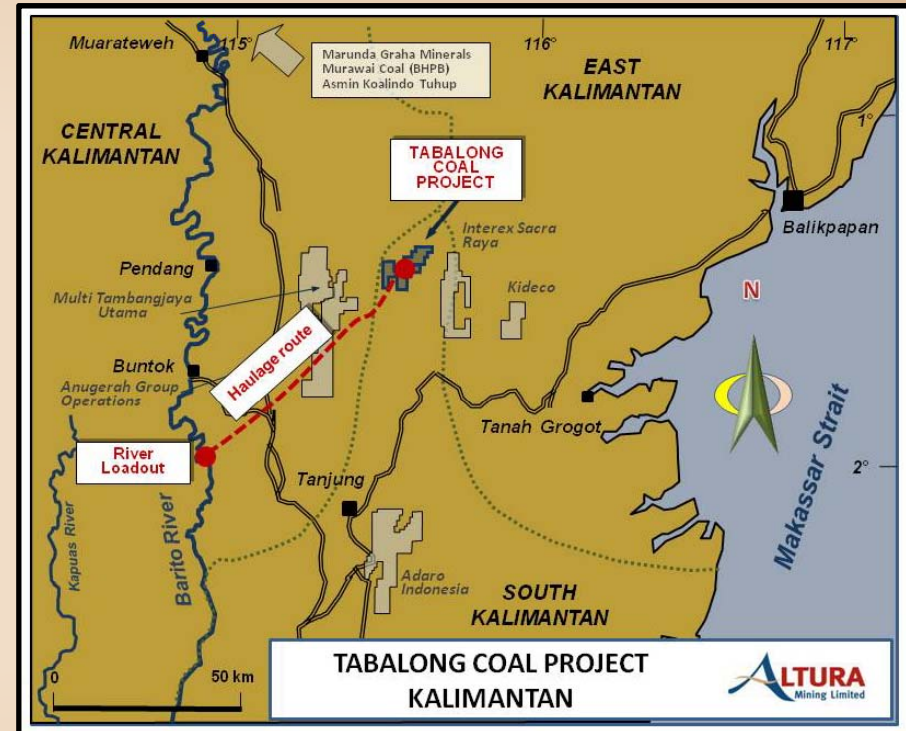 Muarateweh
115°
116°
117°
Marunda Graha Minerals
Murawai Coal (BHPB)
Asmin Koalindo Tuhup
EAST
KALIMANTAN
CENTRAL
KALIMANTAN
1°
TABALONG
COAL
PROJECT
Balikpapan
Interex Sacra
Raya
Pendang
Multi Tambangjaya
Utama
Kideco
N
Haulage route
Buntok
Anugerah Group
Operations
Tanah Grogot
River
Loadout
2°
Makassar Strait
Tanjung
Kapuas River
Barito River
Adaro
Indonesia
SOUTH
KALIMANTAN
0
50 km
TABALONG COAL PROJECT
KALIMANTAN
ALTURA
Mining Limited